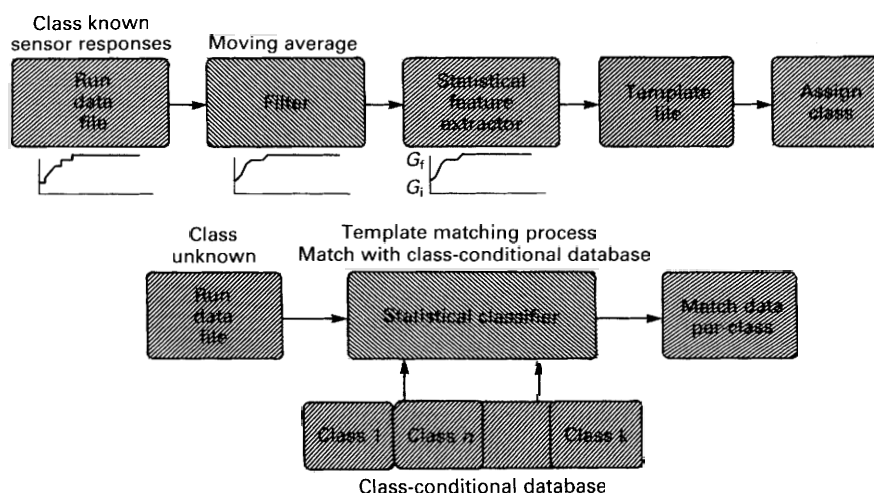 Class known
sensor responses
Moving average
Run
data
file
Filter
Statistical
feature
extractor
Template
file
Assign
class
Gf
Gi
Class
unknown
Template matching process
Match with class-conditional database
Run
data
file
Statistical classifier
Match data
per class
Class 1
Class n
Class k
Class-conditional database